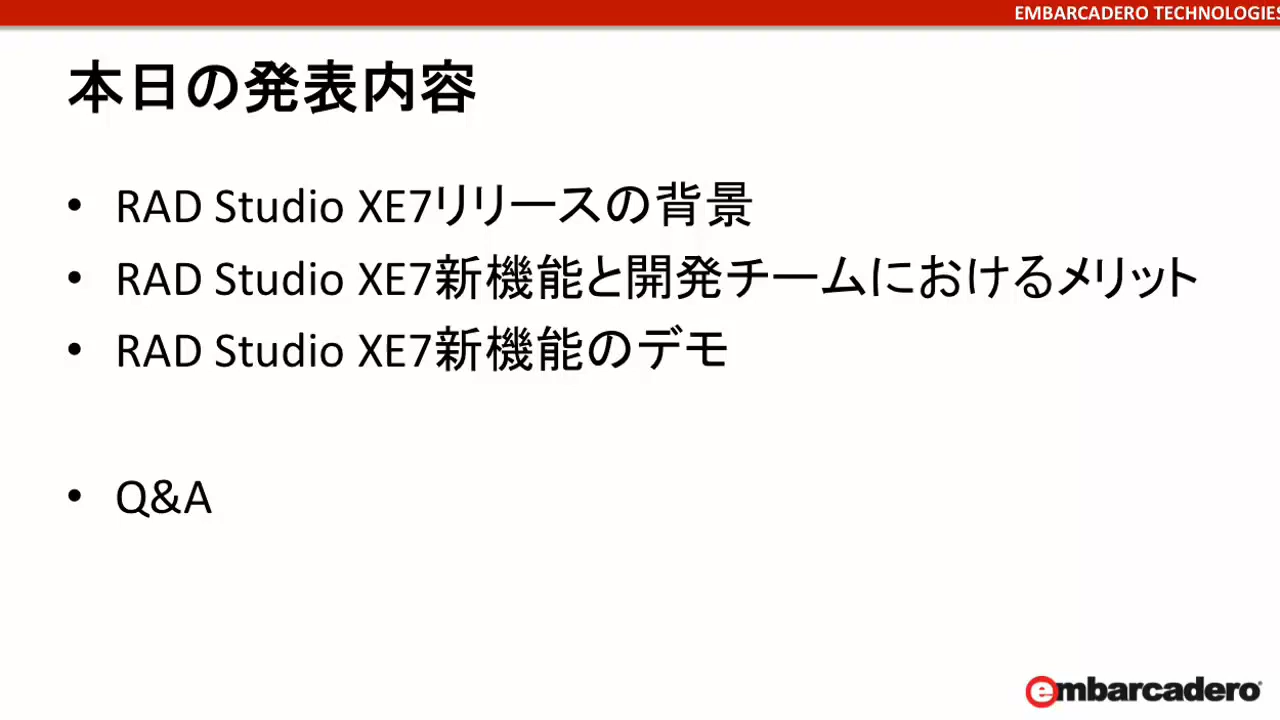 EMBARCADERO TECHNOLOGIES
本日の発表内容
• RAD Studio XE7リリースの背景
• RAD Studio XE7新機能と開発チームにおけるメリット
• RAD Studio XE7新機能のデモ
• Q&A
embarcadero